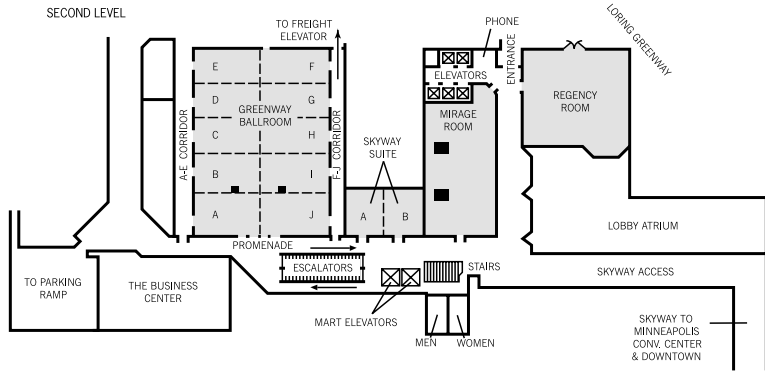 SECOND LEVEL
TO FREIGHT
ELEVATOR
PHONE
ENTRANCE
LORING GREENWAY
E
F
D
G
GREENWAY
BALLROOM
C
H
B
I
A
J
A-E CORRIDOR
F-J CORRIDOR
ELEVATORS
MIRAGE
ROOM
REGENCY
ROOM
SKYWAY
SUITE
A
B
LOBBY ATRIUM
PROMENADE
ESCALATORS
STAIRS
SKYWAY ACCESS
TO PARKING
RAMP
THE BUSINESS
CENTER
MART ELEVATORS
MEN
WOMEN
SKYWAY TO
MINNEAPOLIS
CONV. CENTER
& DOWNTOWN